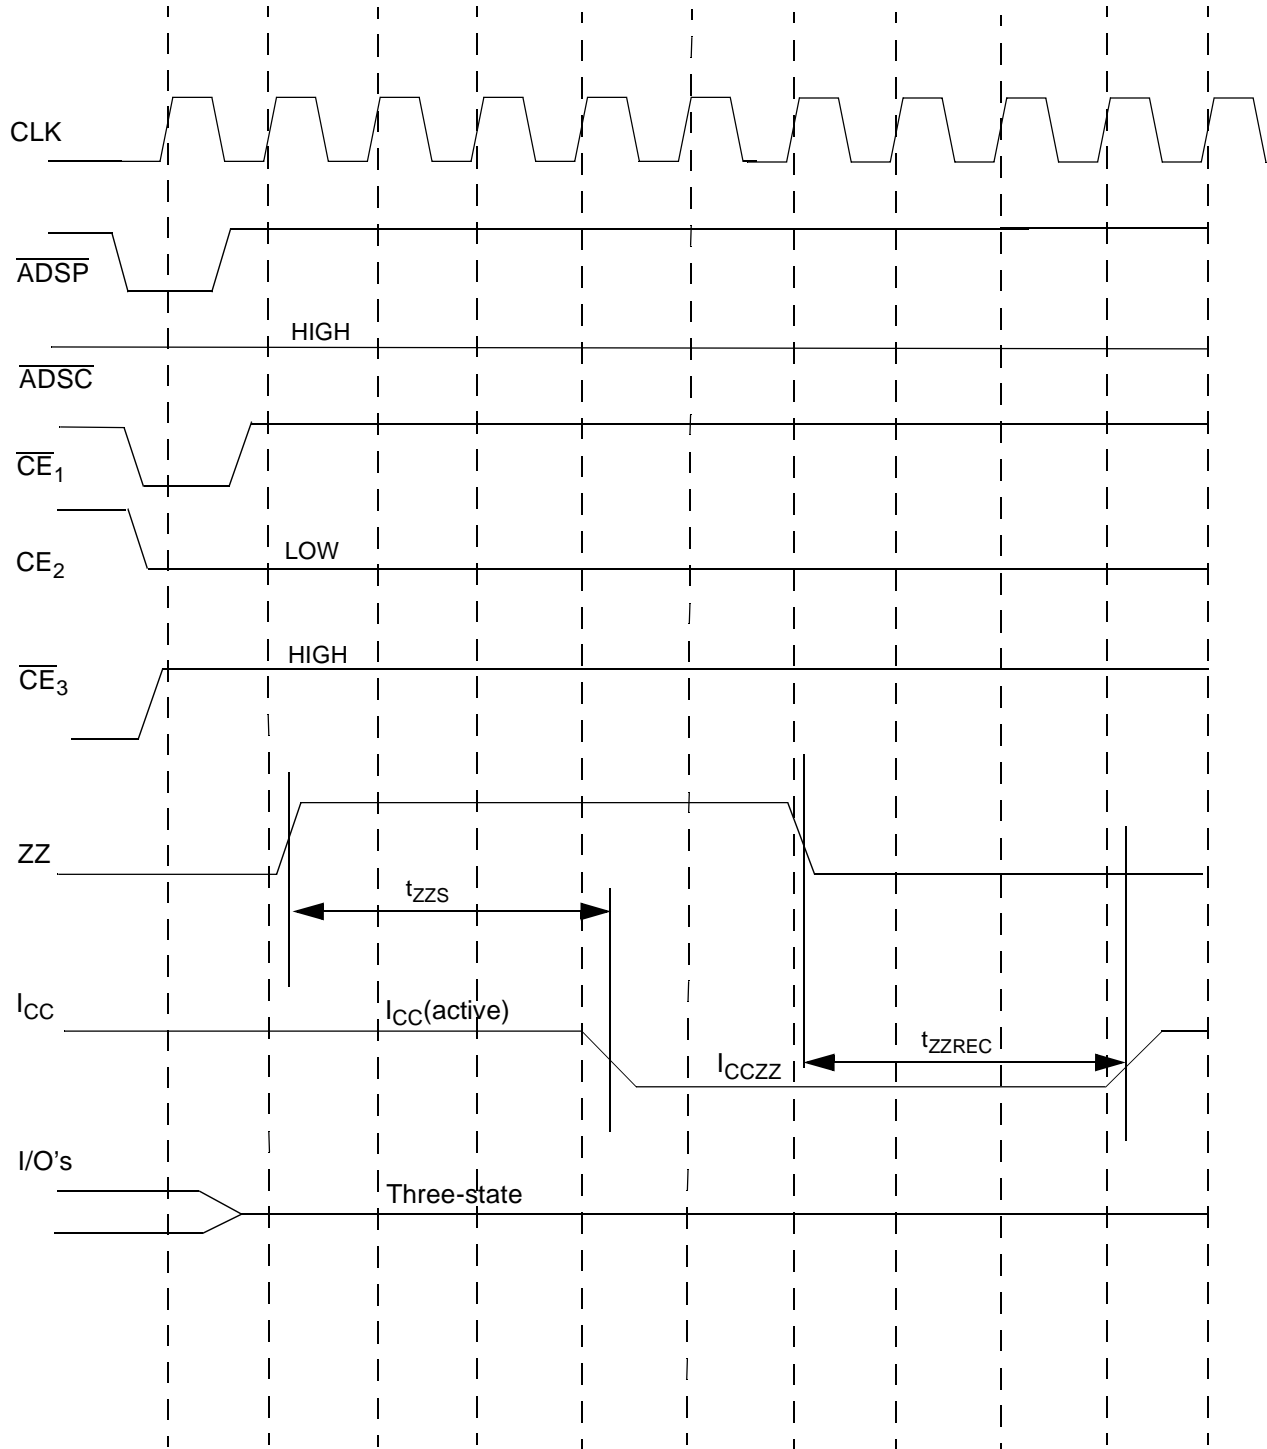 CLK
ADSP
HIGH
ADSC
CE1
LOW
CE2
HIGH
CE3
ZZ
tZZS
ICC
ICC(active)
tZZREC
ICCZZ
I/O's
Three-state